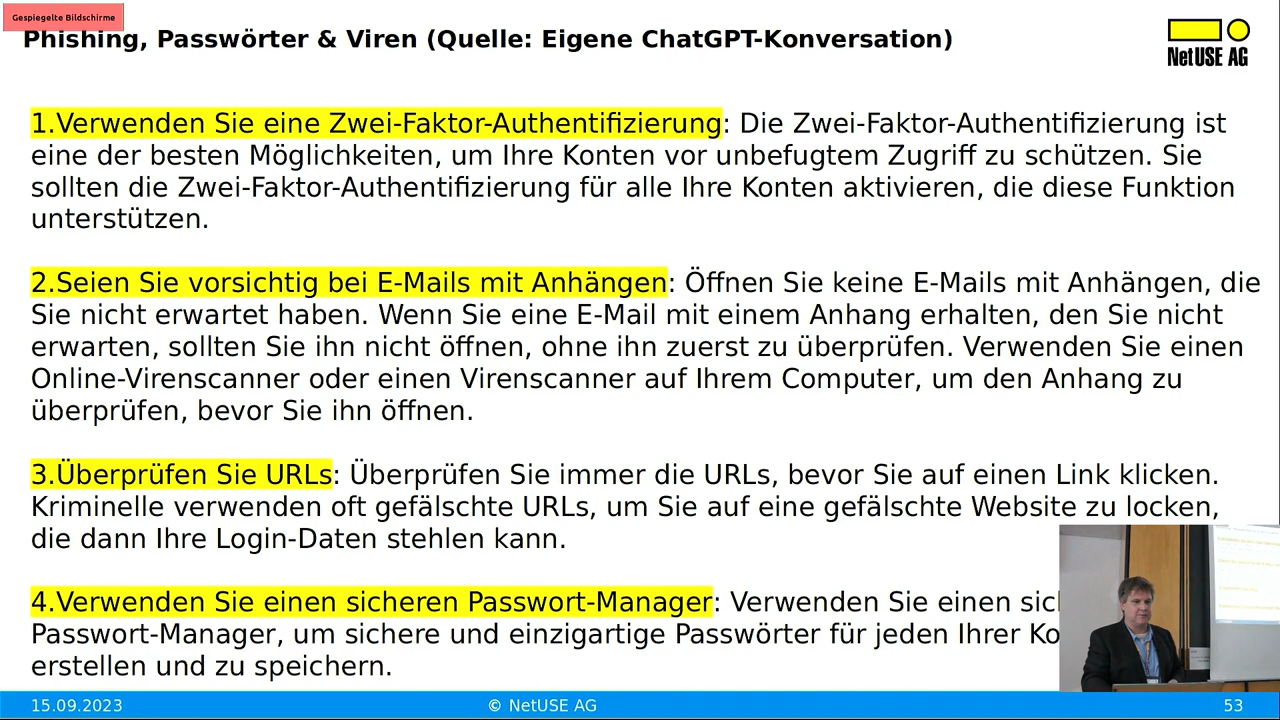 Gespiegelte Bildschirme
Phishing, Passwörter & Viren (Quelle: Eigene ChatGPT-Konversation)
NetUSE AG
1.Verwenden Sie eine Zwei-Faktor-Authentifizierung: Die Zwei-Faktor-Authentifizierung ist
eine der besten Möglichkeiten, um Ihre Konten vor unbefugtem Zugriff zu schützen. Sie
sollten die Zwei-Faktor-Authentifizierung für alle Ihre Konten aktivieren, die diese Funktion
unterstützen.
2.Seien Sie vorsichtig bei E-Mails mit Anhängen: Öffnen Sie keine E-Mails mit Anhängen, die
Sie nicht erwartet haben. Wenn Sie eine E-Mail mit einem Anhang erhalten, den Sie nicht
erwarten, sollten Sie ihn nicht öffnen, ohne ihn zuerst zu überprüfen. Verwenden Sie einen
Online-Virenscanner oder einen Virenscanner auf Ihrem Computer, um den Anhang zu
überprüfen, bevor Sie ihn öffnen.
3.Überprüfen Sie URLs: Überprüfen Sie immer die URLs, bevor Sie auf einen Link klicken.
Kriminelle verwenden oft gefälschte URLs, um Sie auf eine gefälschte Website zu locken,
die dann Ihre Login-Daten stehlen kann.
4.Verwenden Sie einen sicheren Passwort-Manager: Verwenden Sie einen
Passwort-Manager, um sichere und einzigartige Passwörter für jeden Ihrer
erstellen und zu speichern.
15.09.2023
© NetUSE AG
53